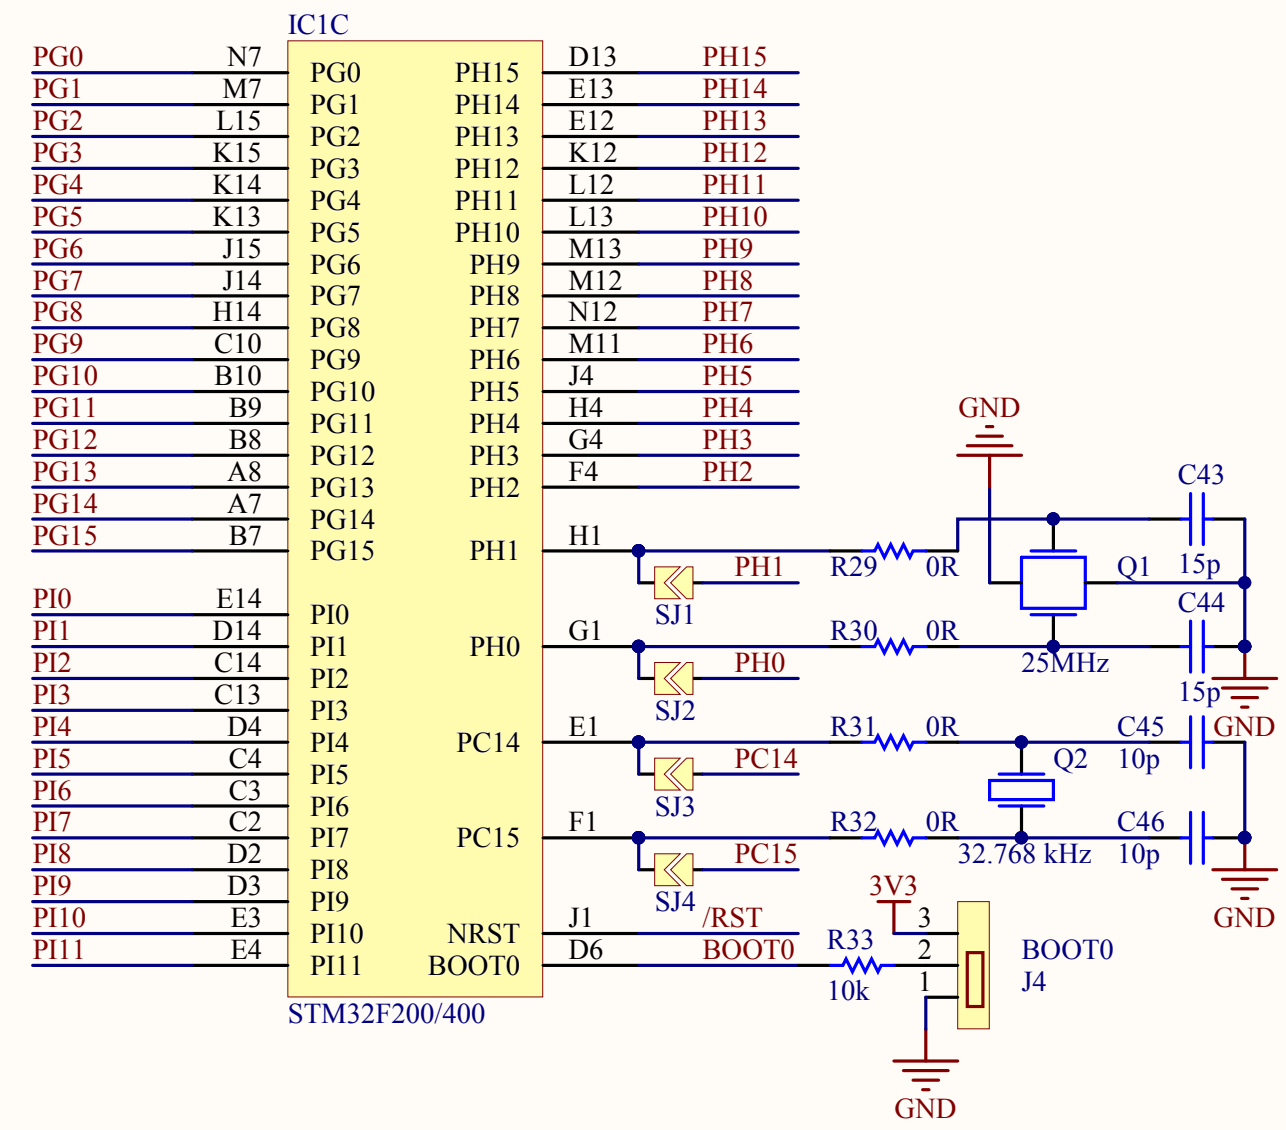 IC1C
PG0 N7 PG0 PH15 D13 PH15
PG1 M7 PG1 PH14 E13 PH14
PG2 L15 PG2 PH13 E12 PH13
PG3 K15 PG3 PH12 K12 PH12
PG4 K14 PG4 PH11 L12 PH11
PG5 K13 PG5 PH10 L13 PH10
PG6 J15 PG6 PH9 M13 PH9
PG7 J14 PG7 PH8 M12 PH8
PG8 H14 PG8 PH7 N12 PH7
PG9 C10 PG9 PH6 M11 PH6
PG10 B10 PG10 PH5 J4 PH5
PG11 B9 PG11 PH4 H4 PH4
PG12 B8 PG12 PH3 G4 PH3
PG13 A8 PG13 PH2 F4 PH2
PG14 A7 PG14
PG15 B7 PG15 PH1 H1
PI0 E14 PI0
PI1 D14 PI1 PH0 G1
PI2 C14 PI2
PI3 C13 PI3
PI4 D4 PI4 PC14 E1
PI5 C4 PI5
PI6 C3 PI6
PI7 C2 PI7 PC15 F1
PI8 D2 PI8
PI9 D3 PI9
PI10 E3 PI10 NRST J1 /RST
PI11 E4 PI11 BOOT0 D6 BOOT0
STM32F200/400
GND
C43
15p
R29 0R
PH1
SJ1
Q1
25MHz
C44
15p
R30 0R
PH0
SJ2
GND
R31 0R
PC14
SJ3
C45
10p
Q2
32.768 kHz
R32 0R
PC15
SJ4
C46
10p
GND
3V3
3
2
1
R33
10k
BOOT0
J4
GND